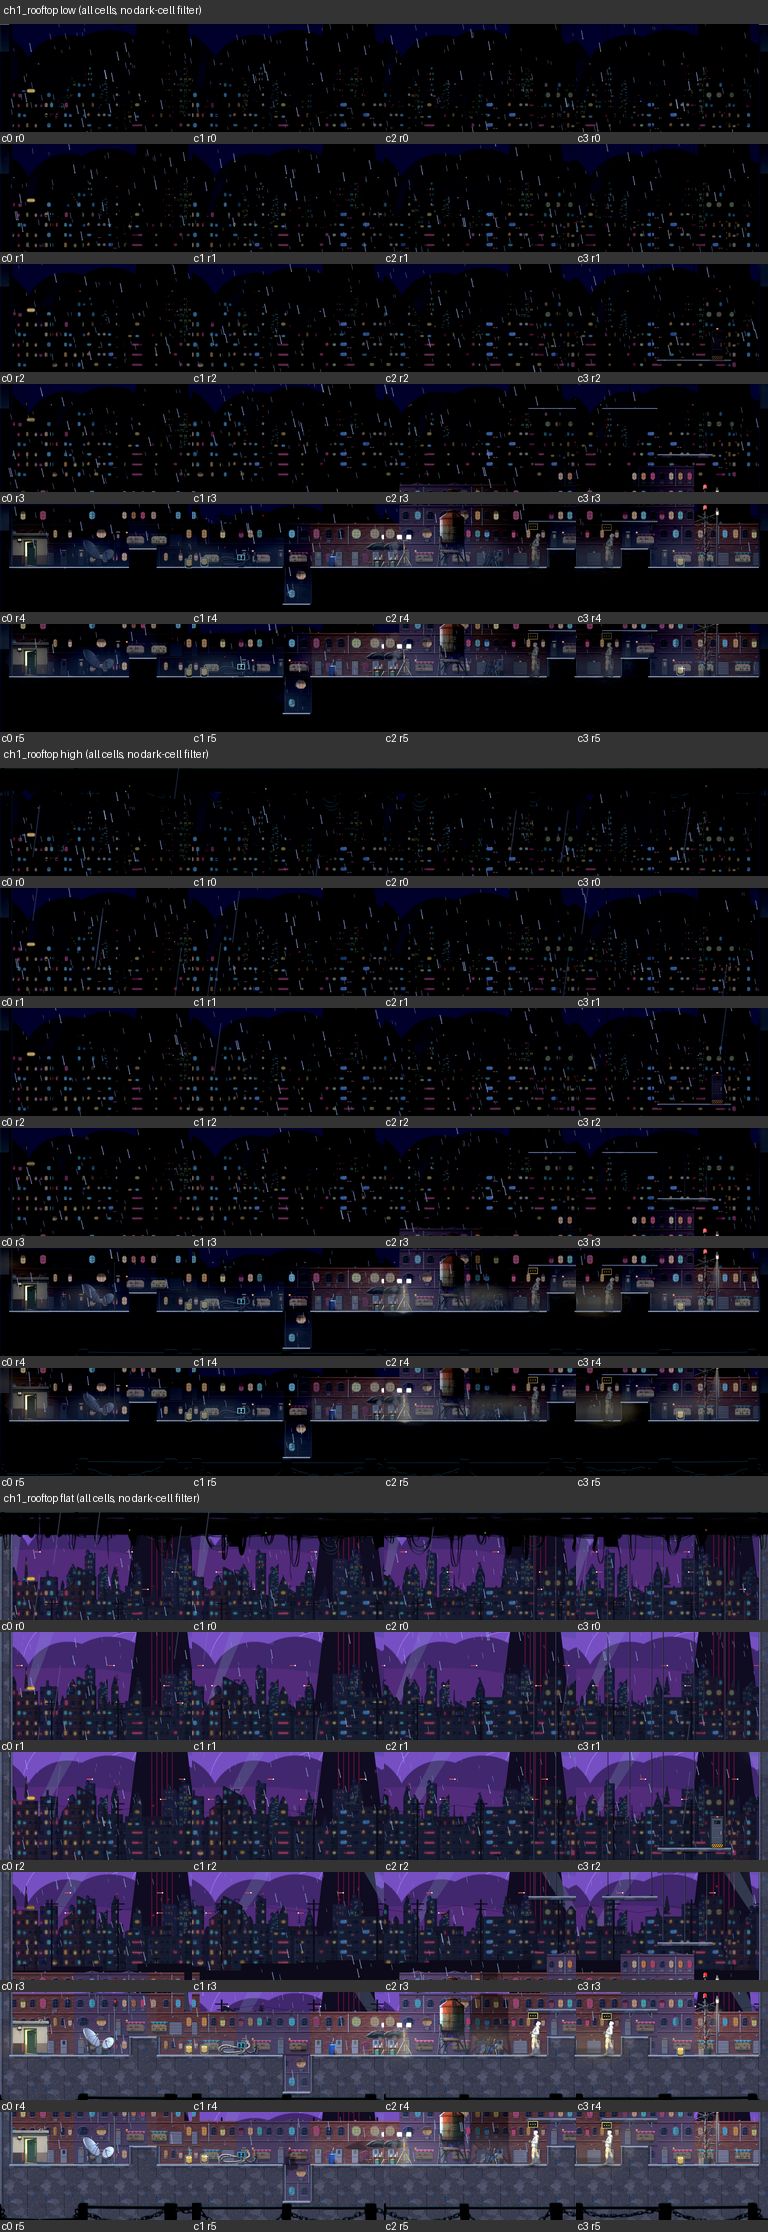 ch1_rooftop low (all cells, no dark-cell filter)
c0 r0 c1 r0 c2 r0 c3 r0
c0 r1 c1 r1 c2 r1 c3 r1
c0 r2 c1 r2 c2 r2 c3 r2
c0 r3 c1 r3 c2 r3 c3 r3
c0 r4 c1 r4 c2 r4 c3 r4
c0 r5 c1 r5 c2 r5 c3 r5
ch1_rooftop high (all cells, no dark-cell filter)
c0 r0 c1 r0 c2 r0 c3 r0
c0 r1 c1 r1 c2 r1 c3 r1
c0 r2 c1 r2 c2 r2 c3 r2
c0 r3 c1 r3 c2 r3 c3 r3
c0 r4 c1 r4 c2 r4 c3 r4
c0 r5 c1 r5 c2 r5 c3 r5
ch1_rooftop flat (all cells, no dark-cell filter)
c0 r0 c1 r0 c2 r0 c3 r0
c0 r1 c1 r1 c2 r1 c3 r1
c0 r2 c1 r2 c2 r2 c3 r2
c0 r3 c1 r3 c2 r3 c3 r3
c0 r4 c1 r4 c2 r4 c3 r4
c0 r5 c1 r5 c2 r5 c3 r5